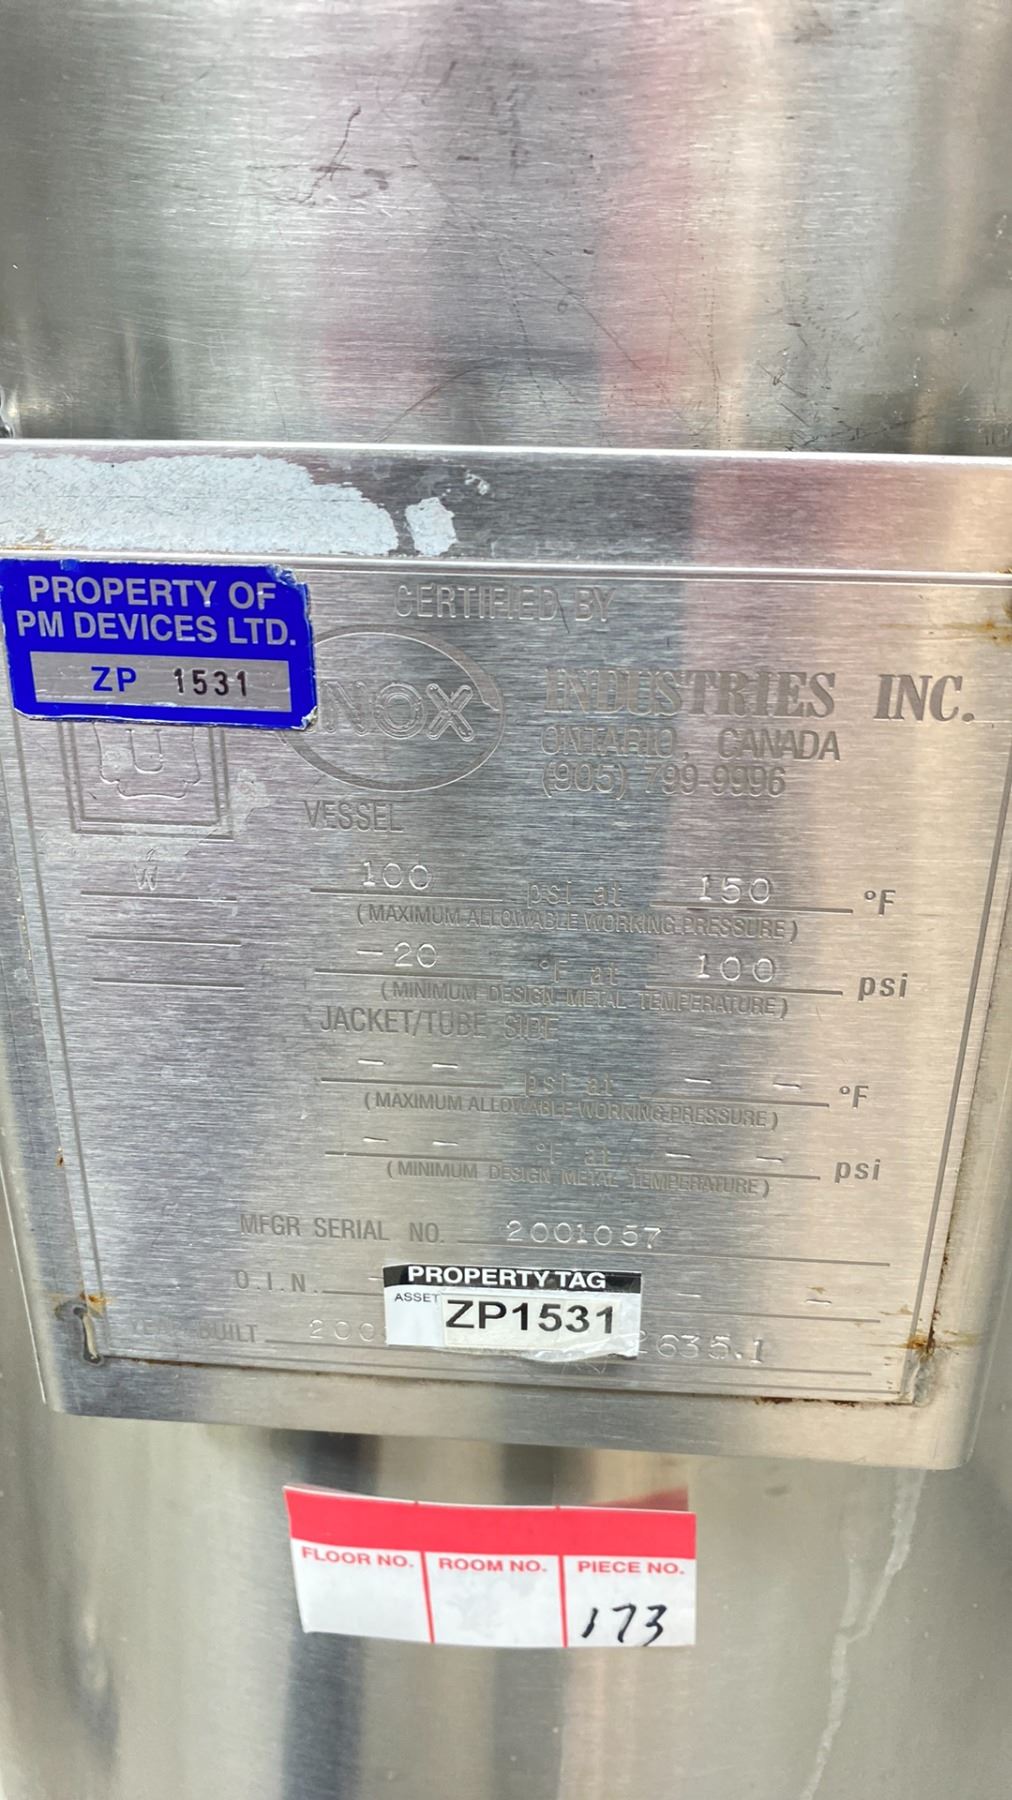 PROPERTY OF
PM DEVICES LTD.
ZP 1531
CERTIFIED BY
INDUSTRIES INC.
ONTARIO, CANADA
(905) 799-9996
U
VESSEL
W
100 psi at 150 °F
(MAXIMUM ALLOWABLE WORKING PRESSURE)
-20 °F at 100 psi
(MINIMUM DESIGN METAL TEMPERATURE)
JACKET/TUBE SIDE
- - psi at - - °F
(MAXIMUM ALLOWABLE WORKING PRESSURE)
- - °F at - - psi
(MINIMUM DESIGN METAL TEMPERATURE)
MFGR SERIAL NO. 2001057
O.I.N.
PROPERTY TAG
ASSET ZP1531
YEAR BUILT
FLOOR NO. ROOM NO. PIECE NO.
173